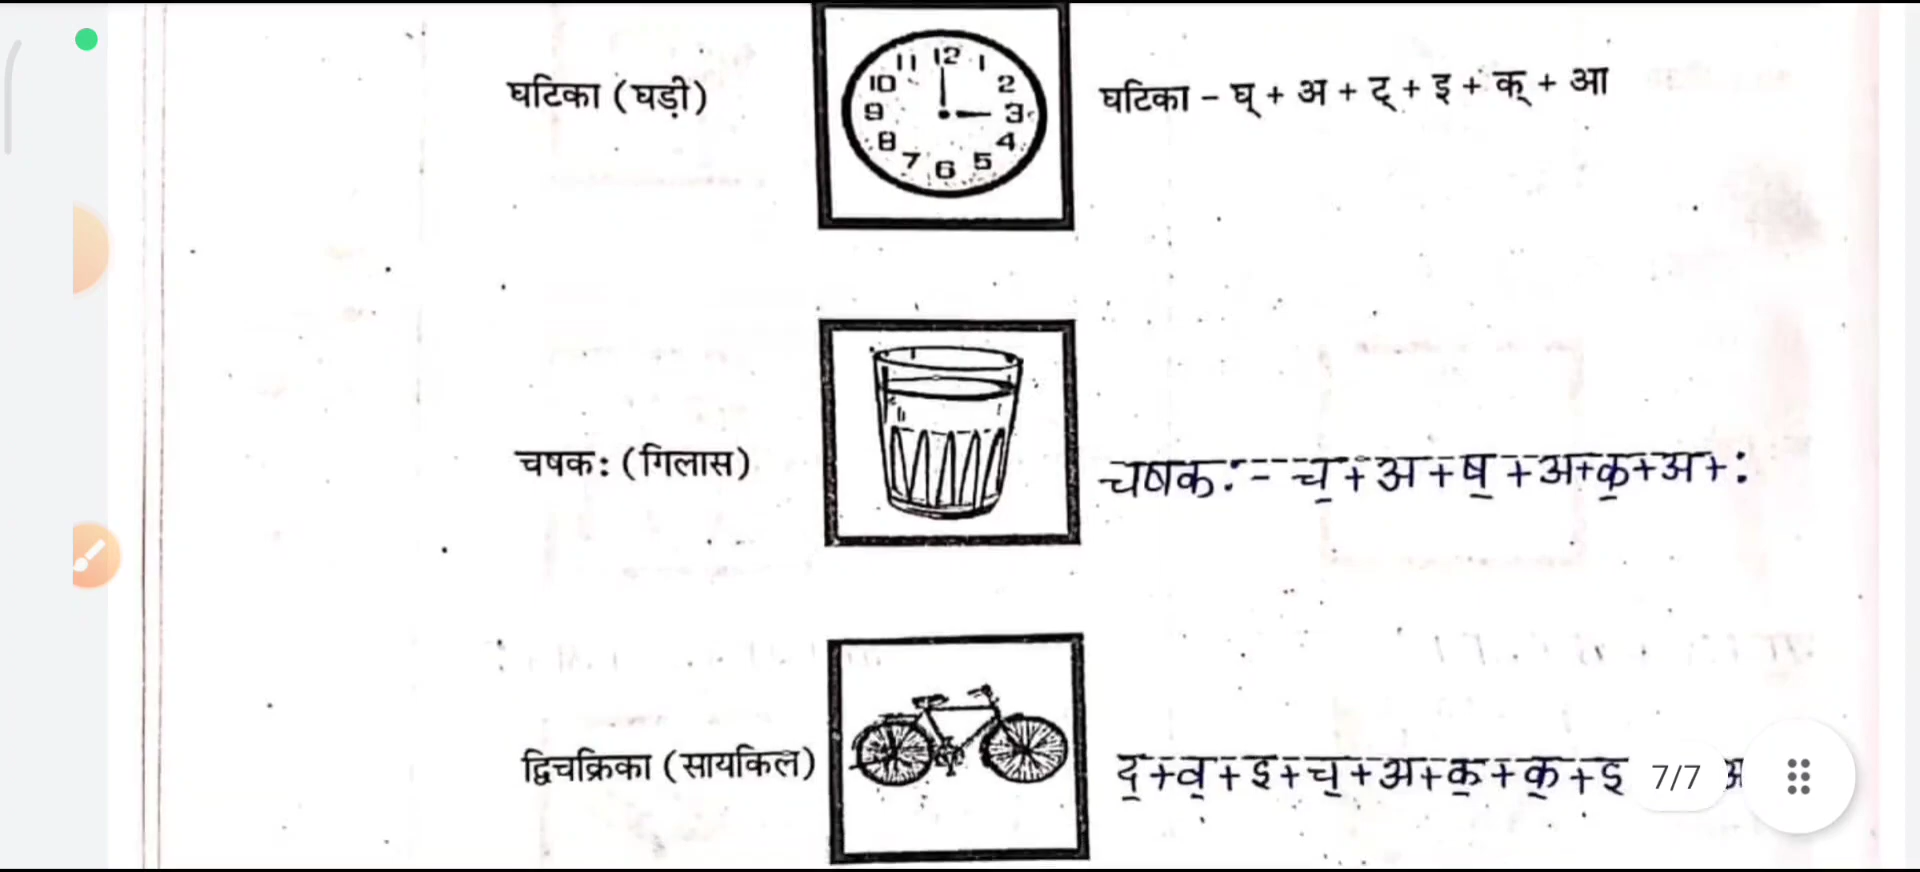 घटिका (घड़ी)
12
11 1
10 2
9 3
8 4
7 5
6
घटिका - घ् + अ + ट् + इ + क् + आ
चषक: (गिलास)
चषक: - च् + अ + ष् + अ + क् + अ + :
द्विचक्रिका (सायकिल)
द् + व् + इ + च् + अ + क् + क् + इ
7/7